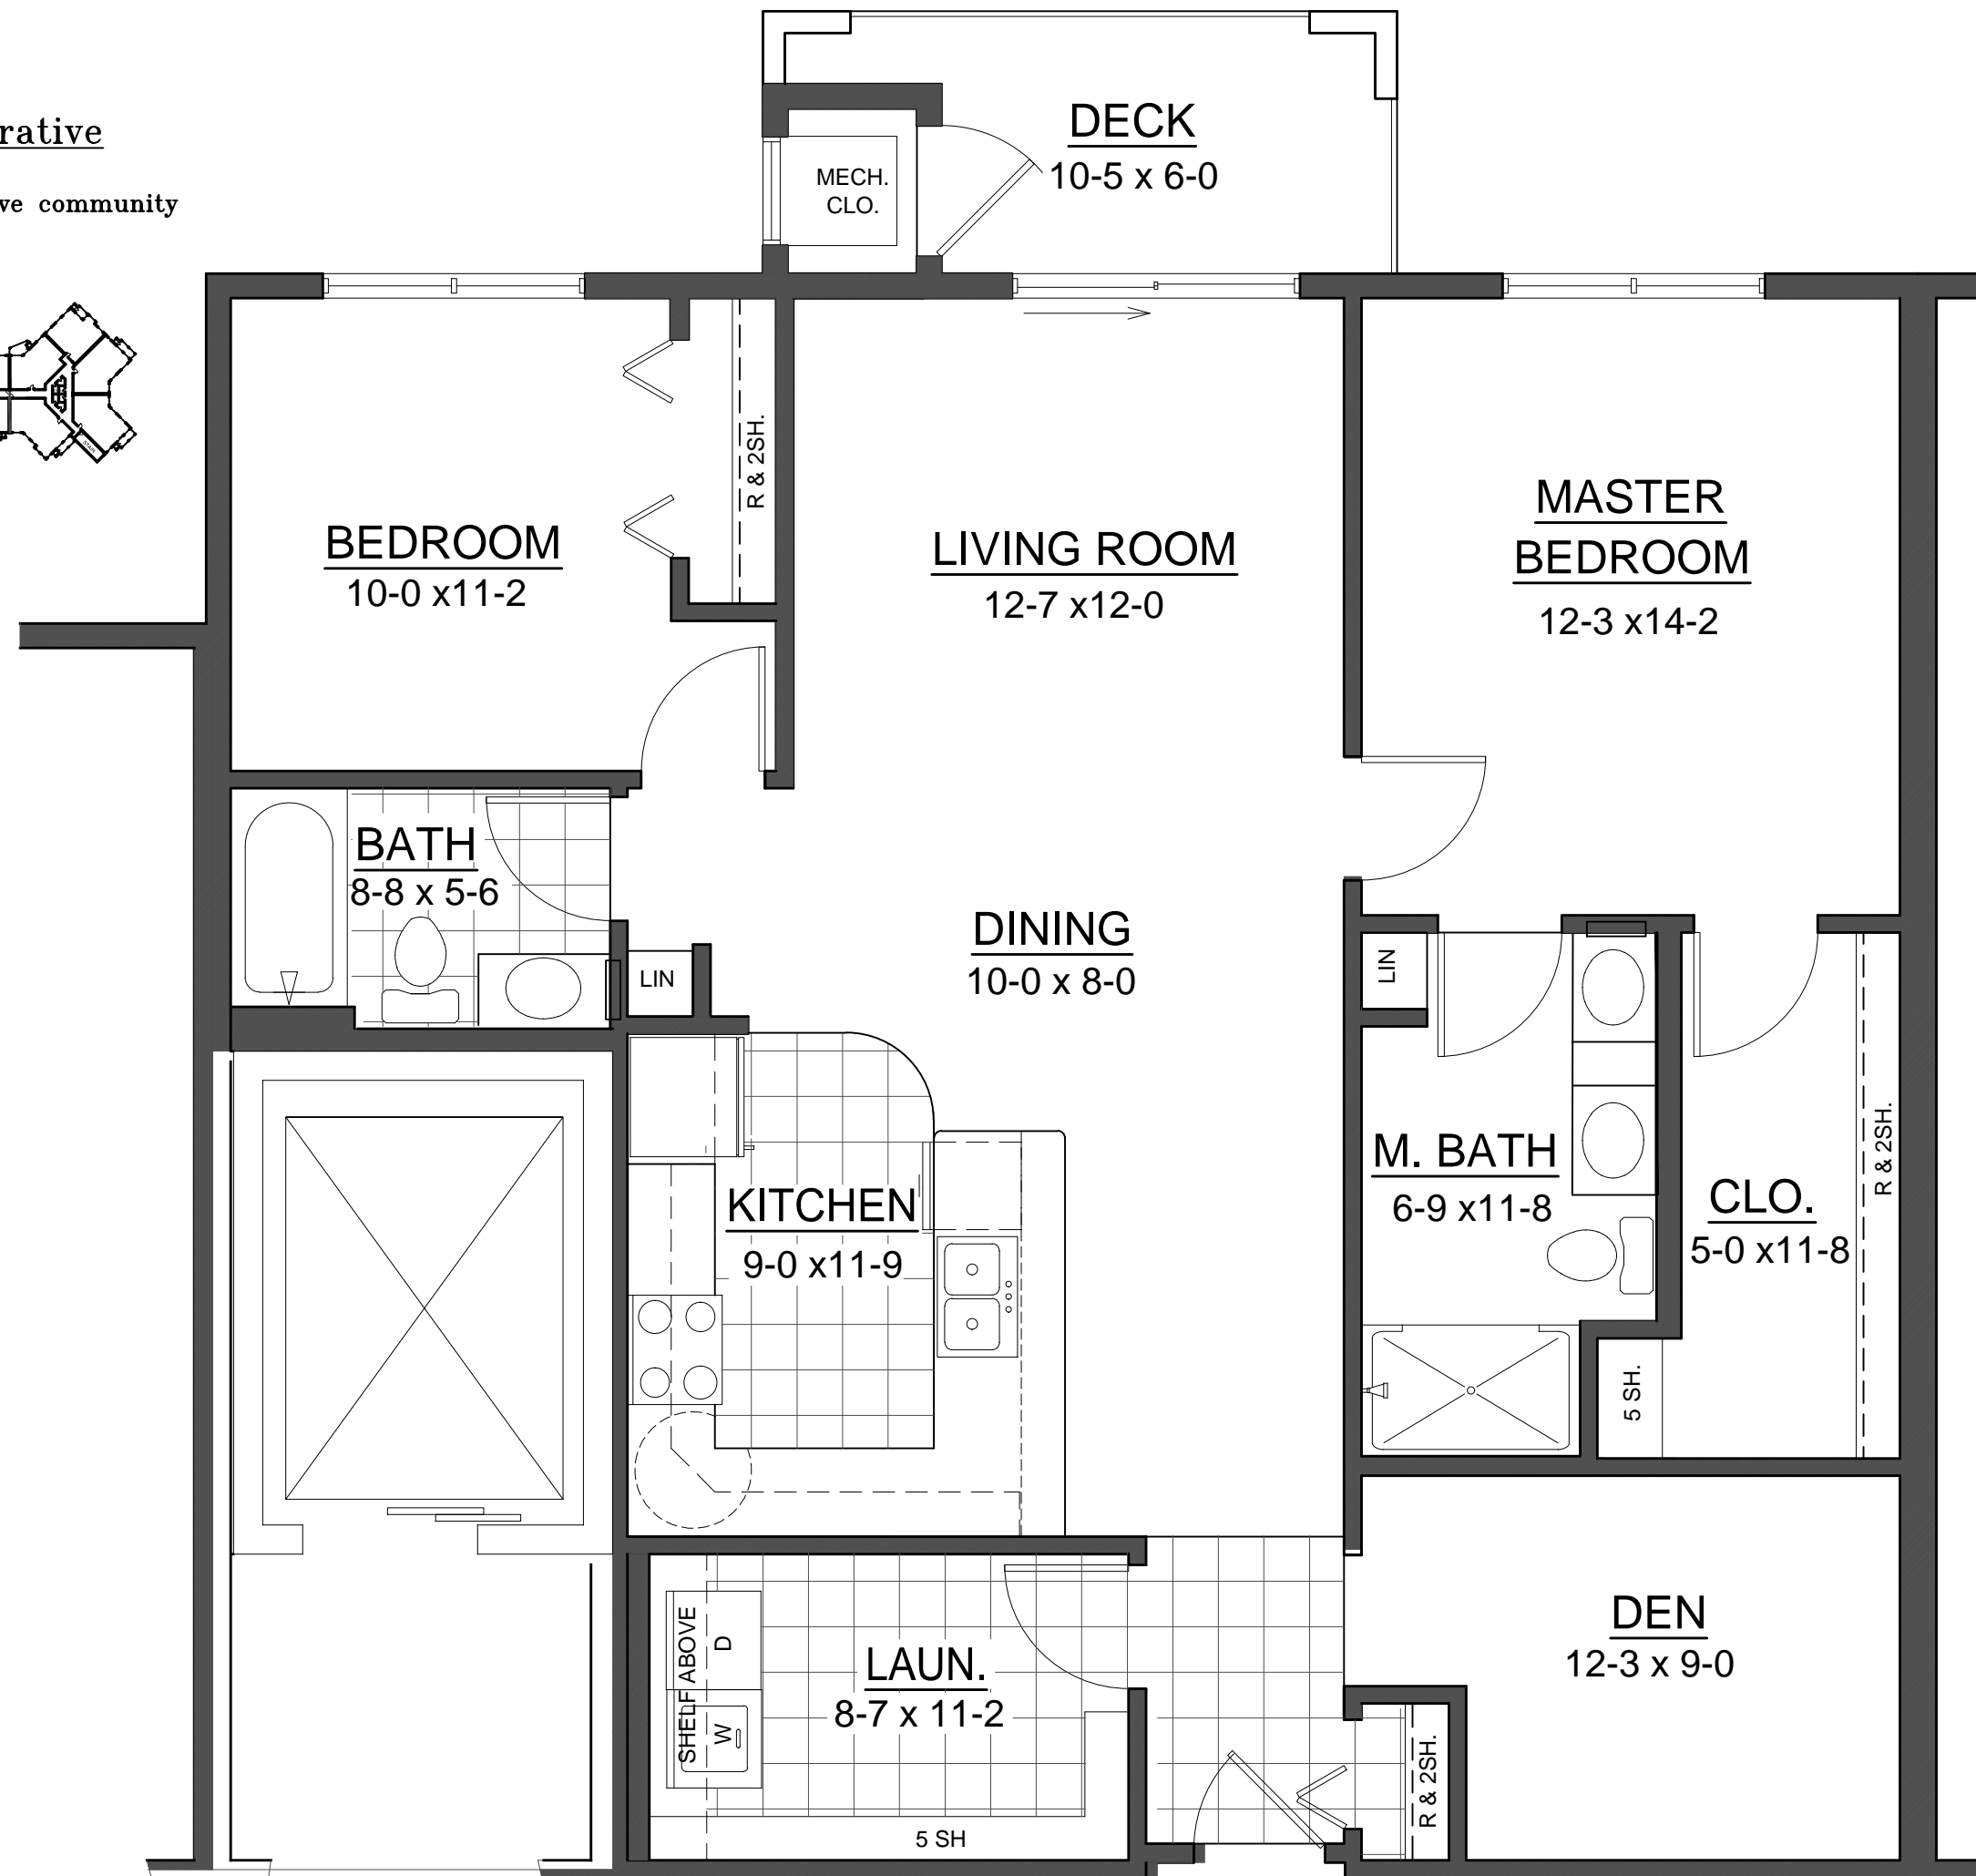 rative
ve community
STAIR
DECK
10-5 x 6-0
MECH.
CLO.
R & 2SH.
BEDROOM
10-0 x11-2
LIVING ROOM
12-7 x12-0
MASTER
BEDROOM
12-3 x14-2
BATH
8-8 x 5-6
LIN
DINING
10-0 x 8-0
LIN
KITCHEN
9-0 x11-9
M. BATH
6-9 x11-8
CLO.
5-0 x11-8
R & 2SH.
5 SH.
DEN
12-3 x 9-0
LAUN.
8-7 x 11-2
SHELF ABOVE
D
W
5 SH
R & 2SH.